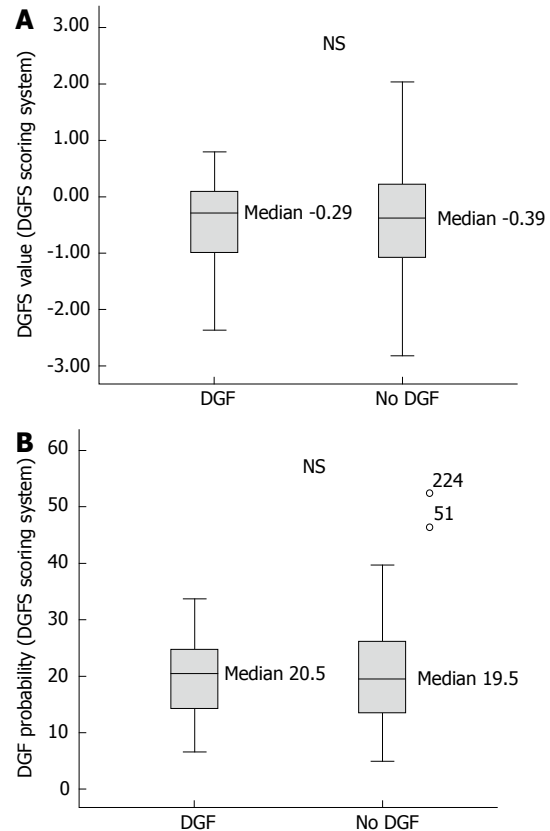 A
DGFS value (DGFS scoring system)
3.00
2.00
1.00
0.00
-1.00
-2.00
-3.00
NS
Median -0.29
Median -0.39
DGF
No DGF
B
DGF probability (DGFS scoring system)
60
50
40
30
20
10
0
NS
224
51
Median 20.5
Median 19.5
DGF
No DGF